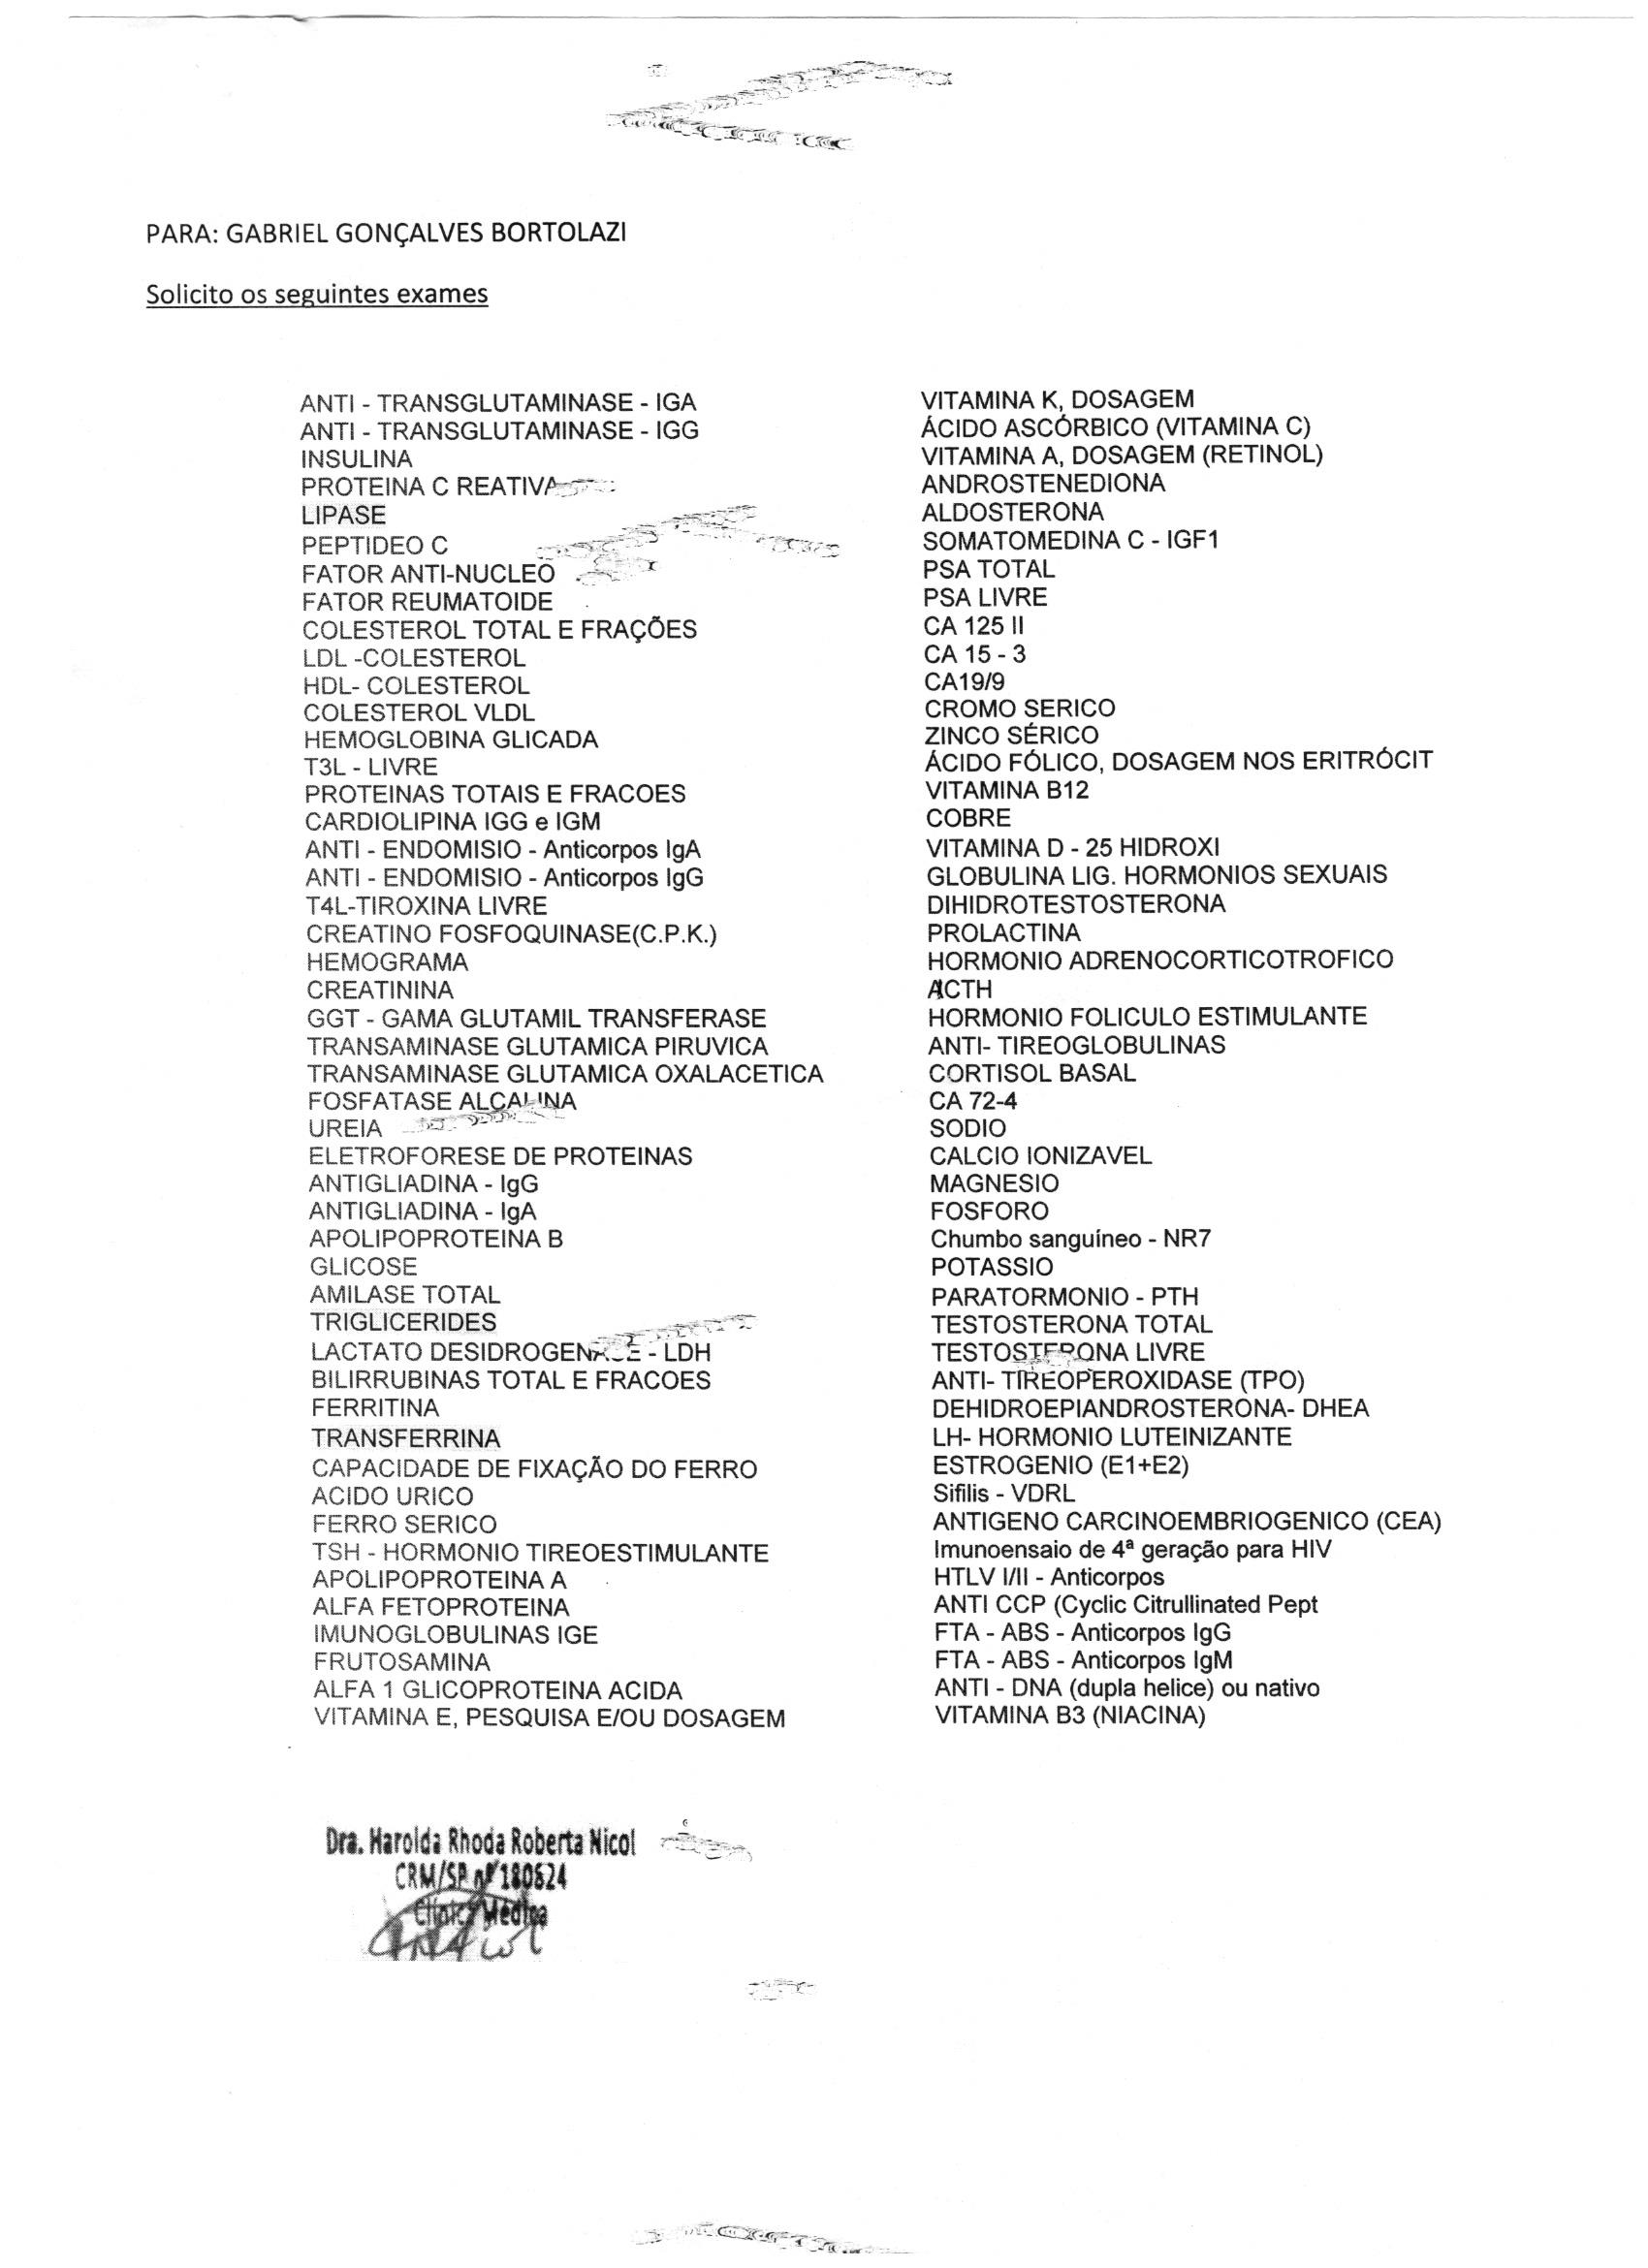 PARA: GABRIEL GONÇALVES BORTOLAZI
Solicito os seguintes exames
ANTI - TRANSGLUTAMINASE - IGA
ANTI - TRANSGLUTAMINASE - IGG
INSULINA
PROTEINA C REATIVA
LIPASE
PEPTIDEO C
FATOR ANTI-NUCLEO
FATOR REUMATOIDE
COLESTEROL TOTAL E FRAÇÕES
LDL -COLESTEROL
HDL- COLESTEROL
COLESTEROL VLDL
HEMOGLOBINA GLICADA
T3L - LIVRE
PROTEINAS TOTAIS E FRACOES
CARDIOLIPINA IGG e IGM
ANTI - ENDOMISIO - Anticorpos IgA
ANTI - ENDOMISIO - Anticorpos IgG
T4L-TIROXINA LIVRE
CREATINO FOSFOQUINASE(C.P.K.)
HEMOGRAMA
CREATININA
GGT - GAMA GLUTAMIL TRANSFERASE
TRANSAMINASE GLUTAMICA PIRUVICA
TRANSAMINASE GLUTAMICA OXALACETICA
FOSFATASE ALCALINA
UREIA
ELETROFORESE DE PROTEINAS
ANTIGLIADINA - IgG
ANTIGLIADINA - IgA
APOLIPOPROTEINA B
GLICOSE
AMILASE TOTAL
TRIGLICERIDES
LACTATO DESIDROGENASE - LDH
BILIRRUBINAS TOTAL E FRACOES
FERRITINA
TRANSFERRINA
CAPACIDADE DE FIXAÇÃO DO FERRO
ACIDO URICO
FERRO SERICO
TSH - HORMONIO TIREOESTIMULANTE
APOLIPOPROTEINA A
ALFA FETOPROTEINA
IMUNOGLOBULINAS IGE
FRUTOSAMINA
ALFA 1 GLICOPROTEINA ACIDA
VITAMINA E, PESQUISA E/OU DOSAGEM
VITAMINA K, DOSAGEM
ÁCIDO ASCÓRBICO (VITAMINA C)
VITAMINA A, DOSAGEM (RETINOL)
ANDROSTENEDIONA
ALDOSTERONA
SOMATOMEDINA C - IGF1
PSA TOTAL
PSA LIVRE
CA 125 II
CA 15 - 3
CA19/9
CROMO SERICO
ZINCO SÉRICO
ÁCIDO FÓLICO, DOSAGEM NOS ERITRÓCIT
VITAMINA B12
COBRE
VITAMINA D - 25 HIDROXI
GLOBULINA LIG. HORMONIOS SEXUAIS
DIHIDROTESTOSTERONA
PROLACTINA
HORMONIO ADRENOCORTICOTROFICO
ACTH
HORMONIO FOLICULO ESTIMULANTE
ANTI- TIREOGLOBULINAS
CORTISOL BASAL
CA 72-4
SODIO
CALCIO IONIZAVEL
MAGNESIO
FOSFORO
Chumbo sanguíneo - NR7
POTASSIO
PARATORMONIO - PTH
TESTOSTERONA TOTAL
TESTOSTERONA LIVRE
ANTI- TIREOPEROXIDASE (TPO)
DEHIDROEPIANDROSTERONA- DHEA
LH- HORMONIO LUTEINIZANTE
ESTROGENIO (E1+E2)
Sifilis - VDRL
ANTIGENO CARCINOEMBRIOGENICO (CEA)
Imunoensaio de 4ª geração para HIV
HTLV I/II - Anticorpos
ANTI CCP (Cyclic Citrullinated Pept
FTA - ABS - Anticorpos IgG
FTA - ABS - Anticorpos IgM
ANTI - DNA (dupla helice) ou nativo
VITAMINA B3 (NIACINA)
Dra. Harolda Rhoda Roberta Nicol
CRM/SP nº 180624
Clínica Médica